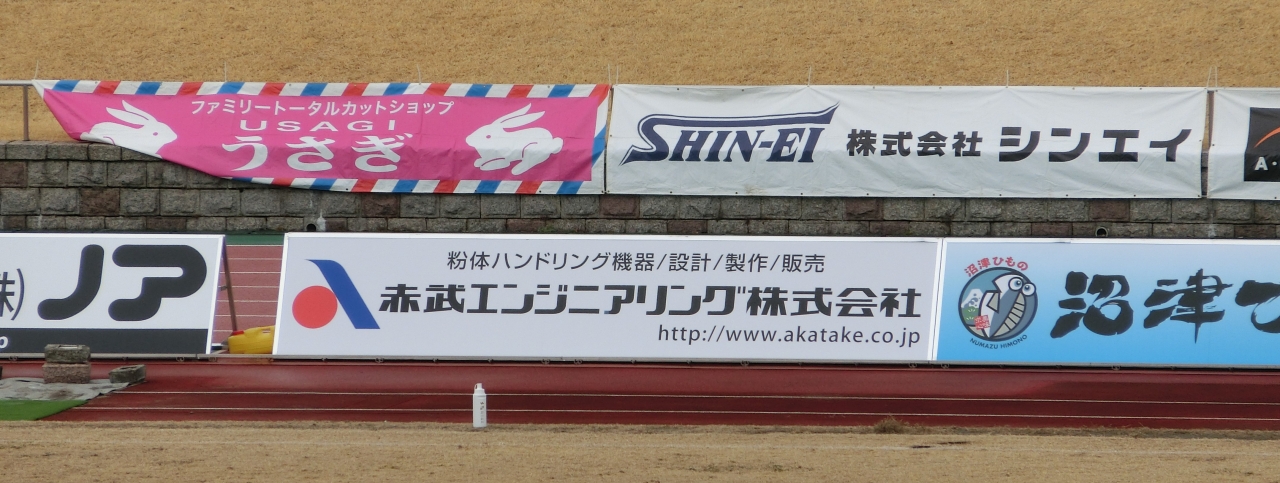 ファミリートータルカットショップ
USAGI
うさぎ
SHIN-EI 株式会社 シンエイ
A・
株) ノア
粉体ハンドリング機器/設計/製作/販売
赤武エンジニアリング株式会社
http://www.akatake.co.jp
沼津ひもの
NUMAZU HIMONO
沼津ひ